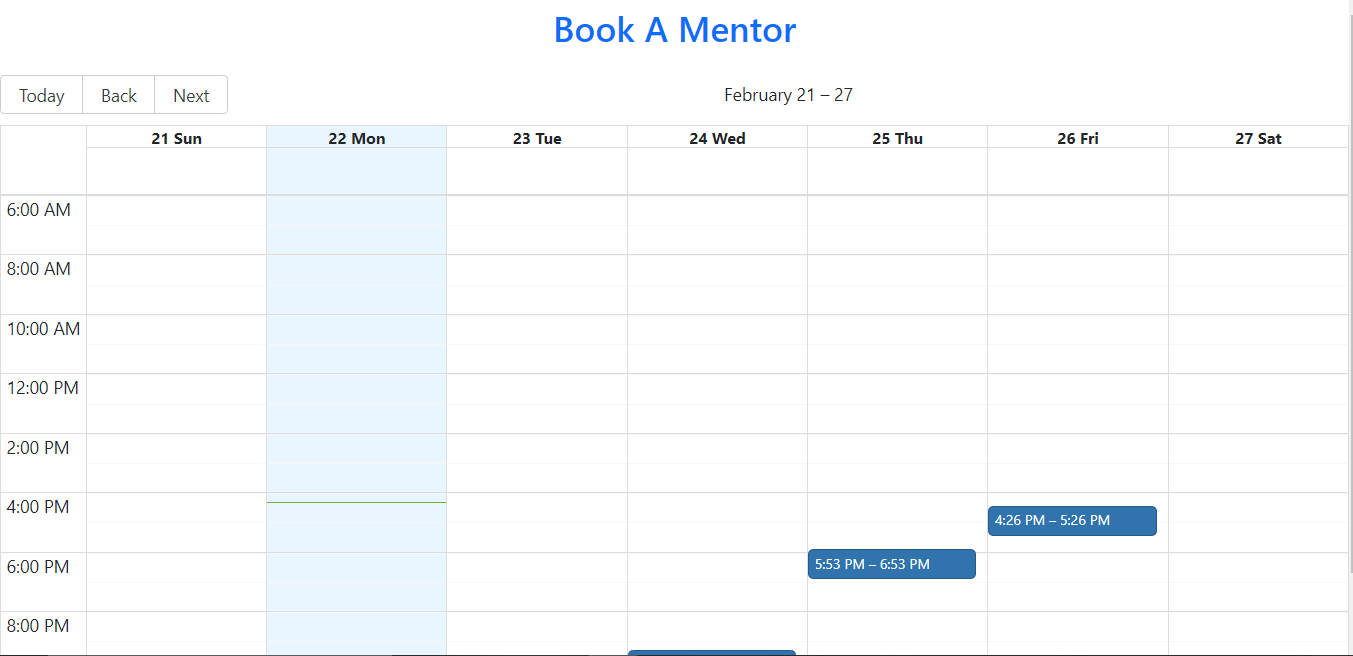 Book A Mentor
Today Back Next February 21 – 27
21 Sun 22 Mon 23 Tue 24 Wed 25 Thu 26 Fri 27 Sat
6:00 AM
8:00 AM
10:00 AM
12:00 PM
2:00 PM
4:00 PM
4:26 PM – 5:26 PM
5:53 PM – 6:53 PM
6:00 PM
8:00 PM